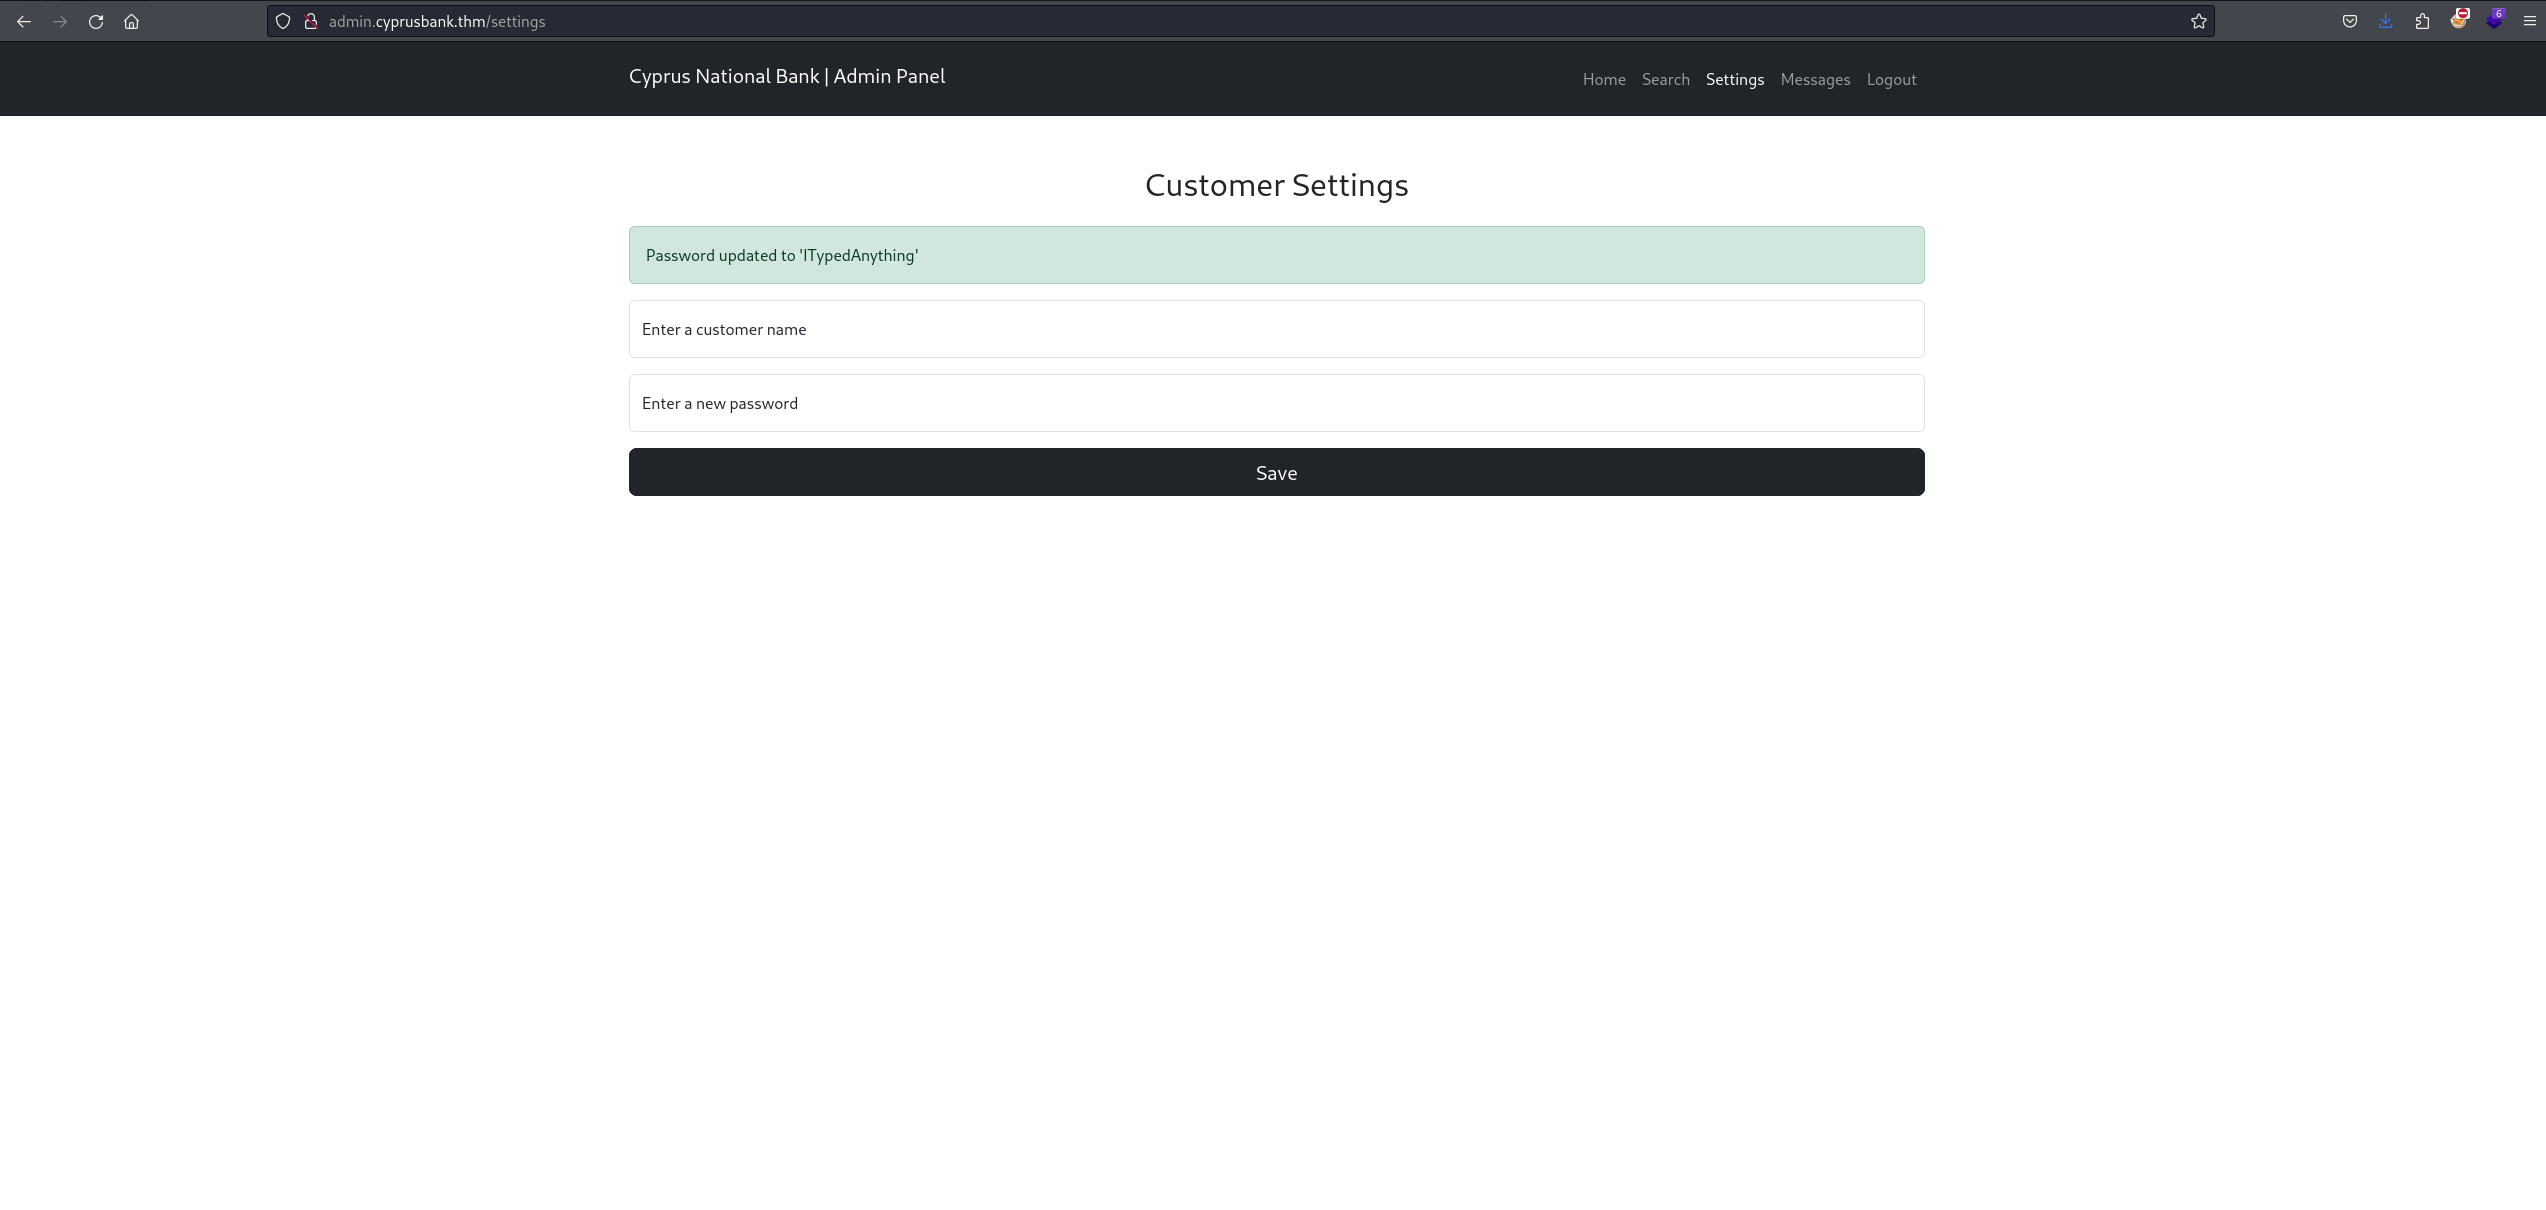 admin.cyprusbank.thm/settings
6
Cyprus National Bank | Admin Panel
Home Search Settings Messages Logout
Customer Settings
Password updated to 'ITypedAnything'
Enter a customer name
Enter a new password
Save